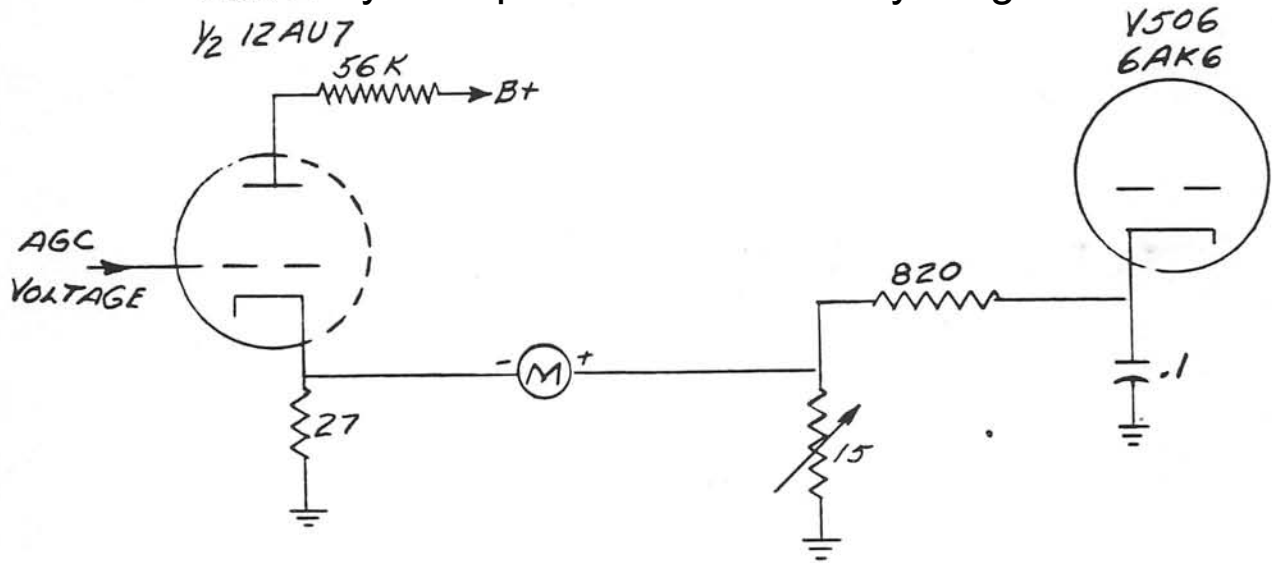 ½ 12AU7
56K
B+
V506
6AK6
AGC
VOLTAGE
820
- M +
.1
27
15